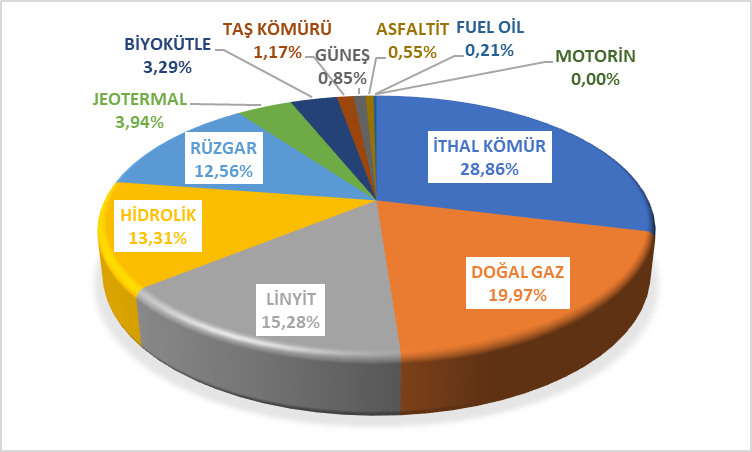 TAŞ KÖMÜRÜ
1,17%
ASFALTİT
0,55%
FUEL OİL
0,21%
BİYOKÜTLE
3,29%
GÜNEŞ
0,85%
MOTORİN
0,00%
JEOTERMAL
3,94%
RÜZGAR
12,56%
İTHAL KÖMÜR
28,86%
HİDROLİK
13,31%
DOĞAL GAZ
19,97%
LİNYİT
15,28%